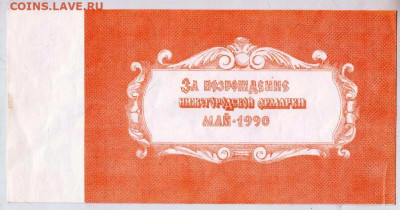 COINS.LAVE.RU
За возрождение
нижегородской ярмарки
май-1990